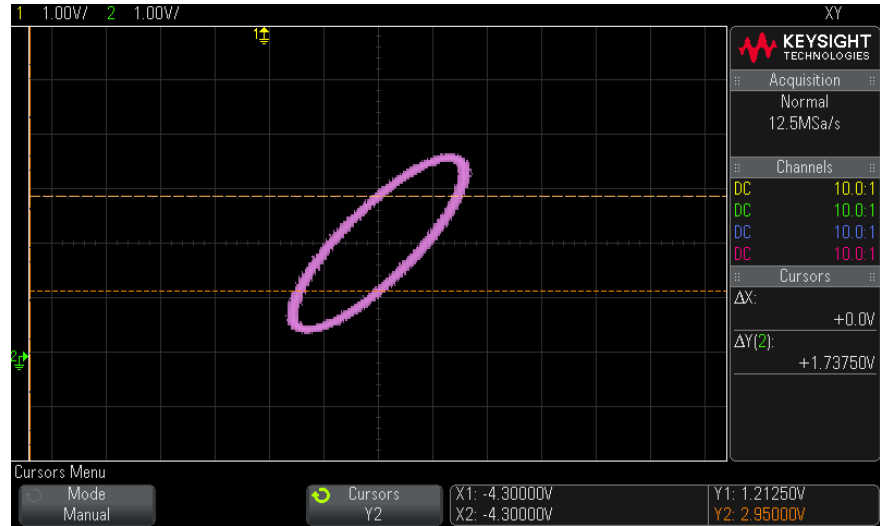 1 1.00V/ 2 1.00V/ XY
1
KEYSIGHT
TECHNOLOGIES
Acquisition
Normal
12.5MSa/s
Channels
DC 10.0:1
DC 10.0:1
DC 10.0:1
DC 10.0:1
Cursors
ΔX:
+0.0V
ΔY(2):
+1.73750V
2
Cursors Menu
Mode
Manual
Cursors
Y2
X1: -4.30000V
X2: -4.30000V
Y1: 1.21250V
Y2: 2.95000V